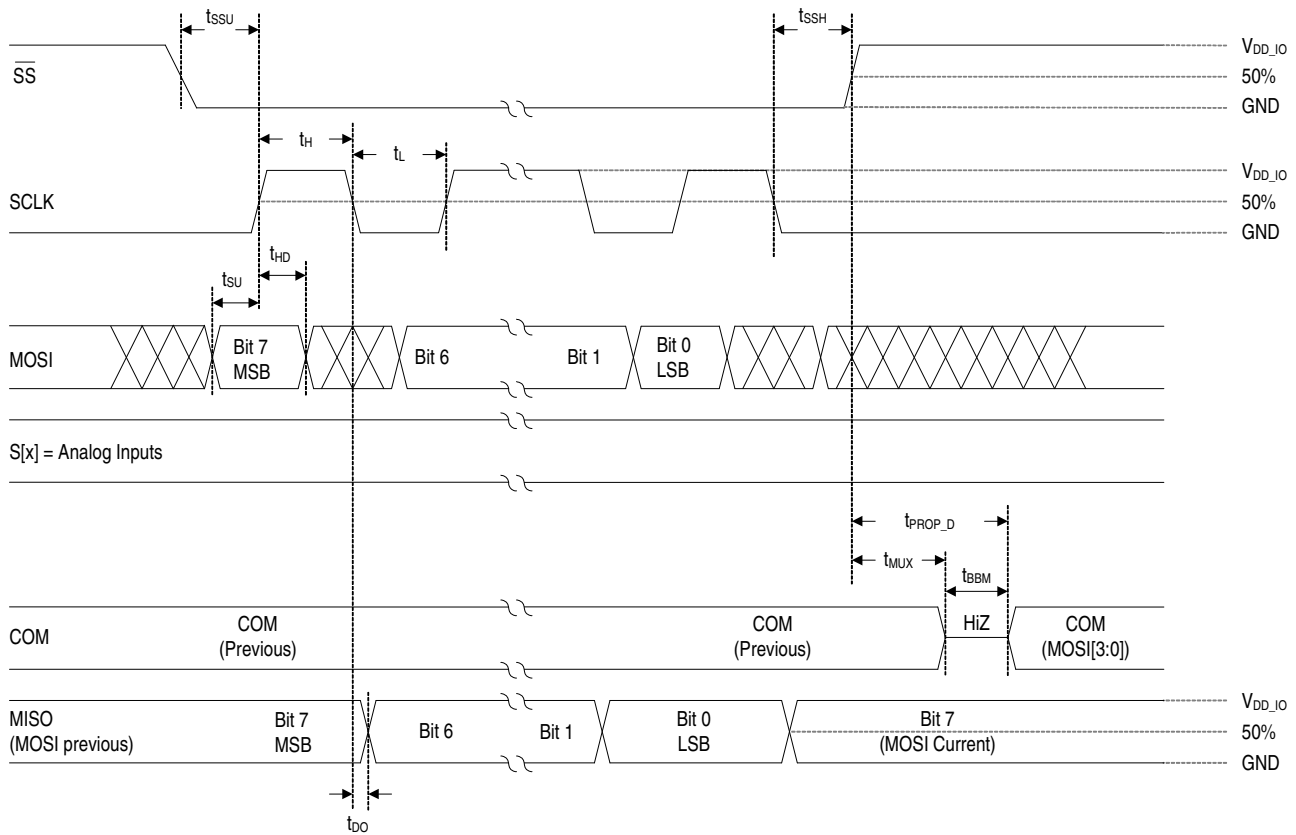 tSSU
tSSH
SS
VDD_IO
50%
GND
tH
tL
SCLK
VDD_IO
50%
GND
tSU
tHD
MOSI
Bit 7
MSB
Bit 6
Bit 1
Bit 0
LSB
S[x] = Analog Inputs
tPROP_D
tMUX
tBBM
COM
COM
(Previous)
COM
(Previous)
HiZ
COM
(MOSI[3:0])
MISO
(MOSI previous)
Bit 7
MSB
Bit 6
Bit 1
Bit 0
LSB
Bit 7
(MOSI Current)
VDD_IO
50%
GND
tDO